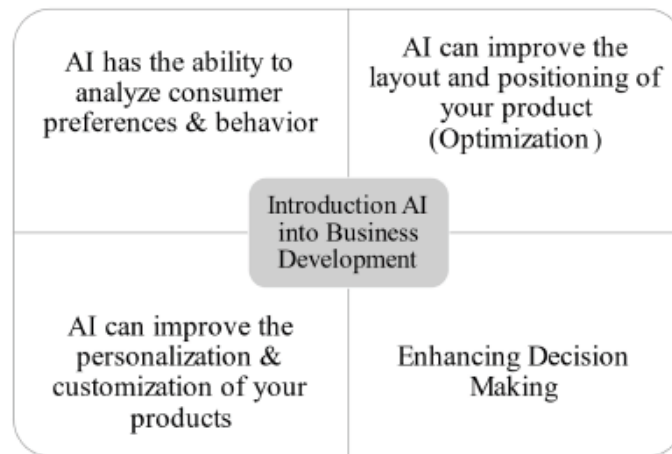 AI has the ability to
analyze consumer
preferences & behavior
AI can improve the
layout and positioning of
your product
(Optimization)
Introduction AI
into Business
Development
AI can improve the
personalization &
customization of your
products
Enhancing Decision
Making